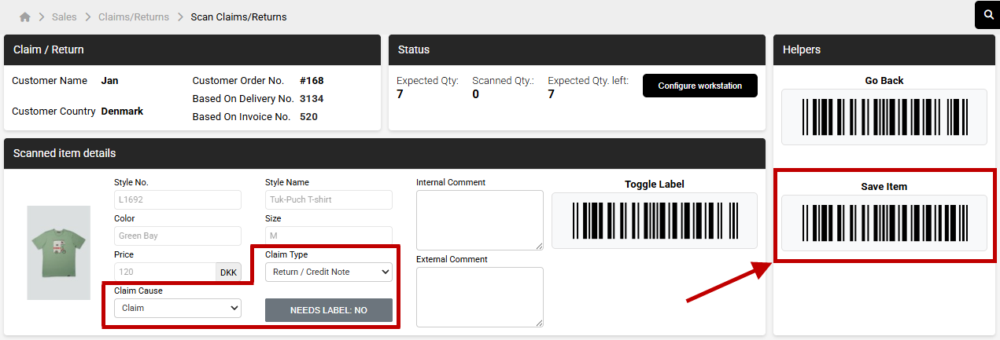 Sales > Claims/Returns > Scan Claims/Returns
Claim / Return
Customer Name Jan
Customer Country Denmark
Customer Order No. #168
Based On Delivery No. 3134
Based On Invoice No. 520
Status
Expected Qty: 7
Scanned Qty.: 0
Expected Qty. left: 7
Configure workstation
Helpers
Go Back
Save Item
Scanned item details
Style No.
L1692
Style Name
Tuk-Puch T-shirt
Color
Green Bay
Size
M
Price
120 DKK
Claim Type
Return / Credit Note
Claim Cause
Claim
NEEDS LABEL: NO
Internal Comment
External Comment
Toggle Label